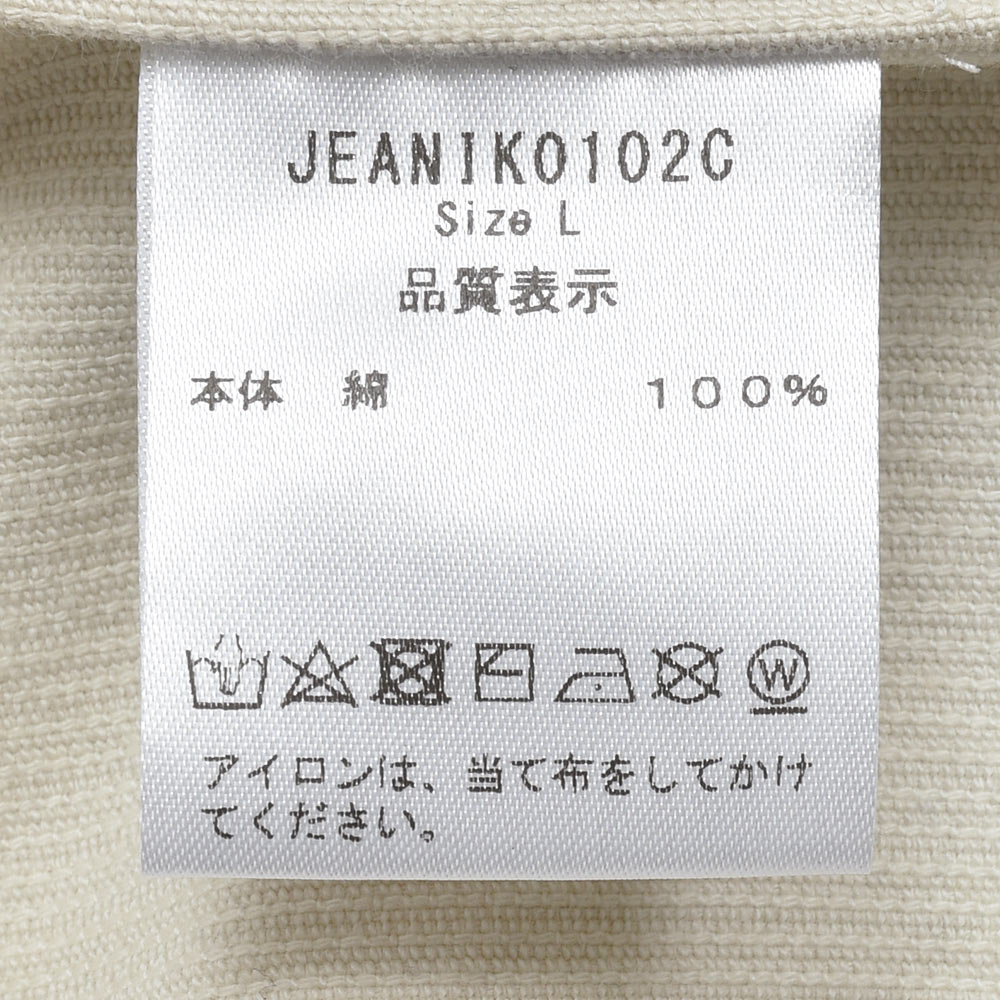 JEANIK0102C
Size L
品質表示
本体 綿 100%
W
アイロンは、当て布をしてかけ
てください。